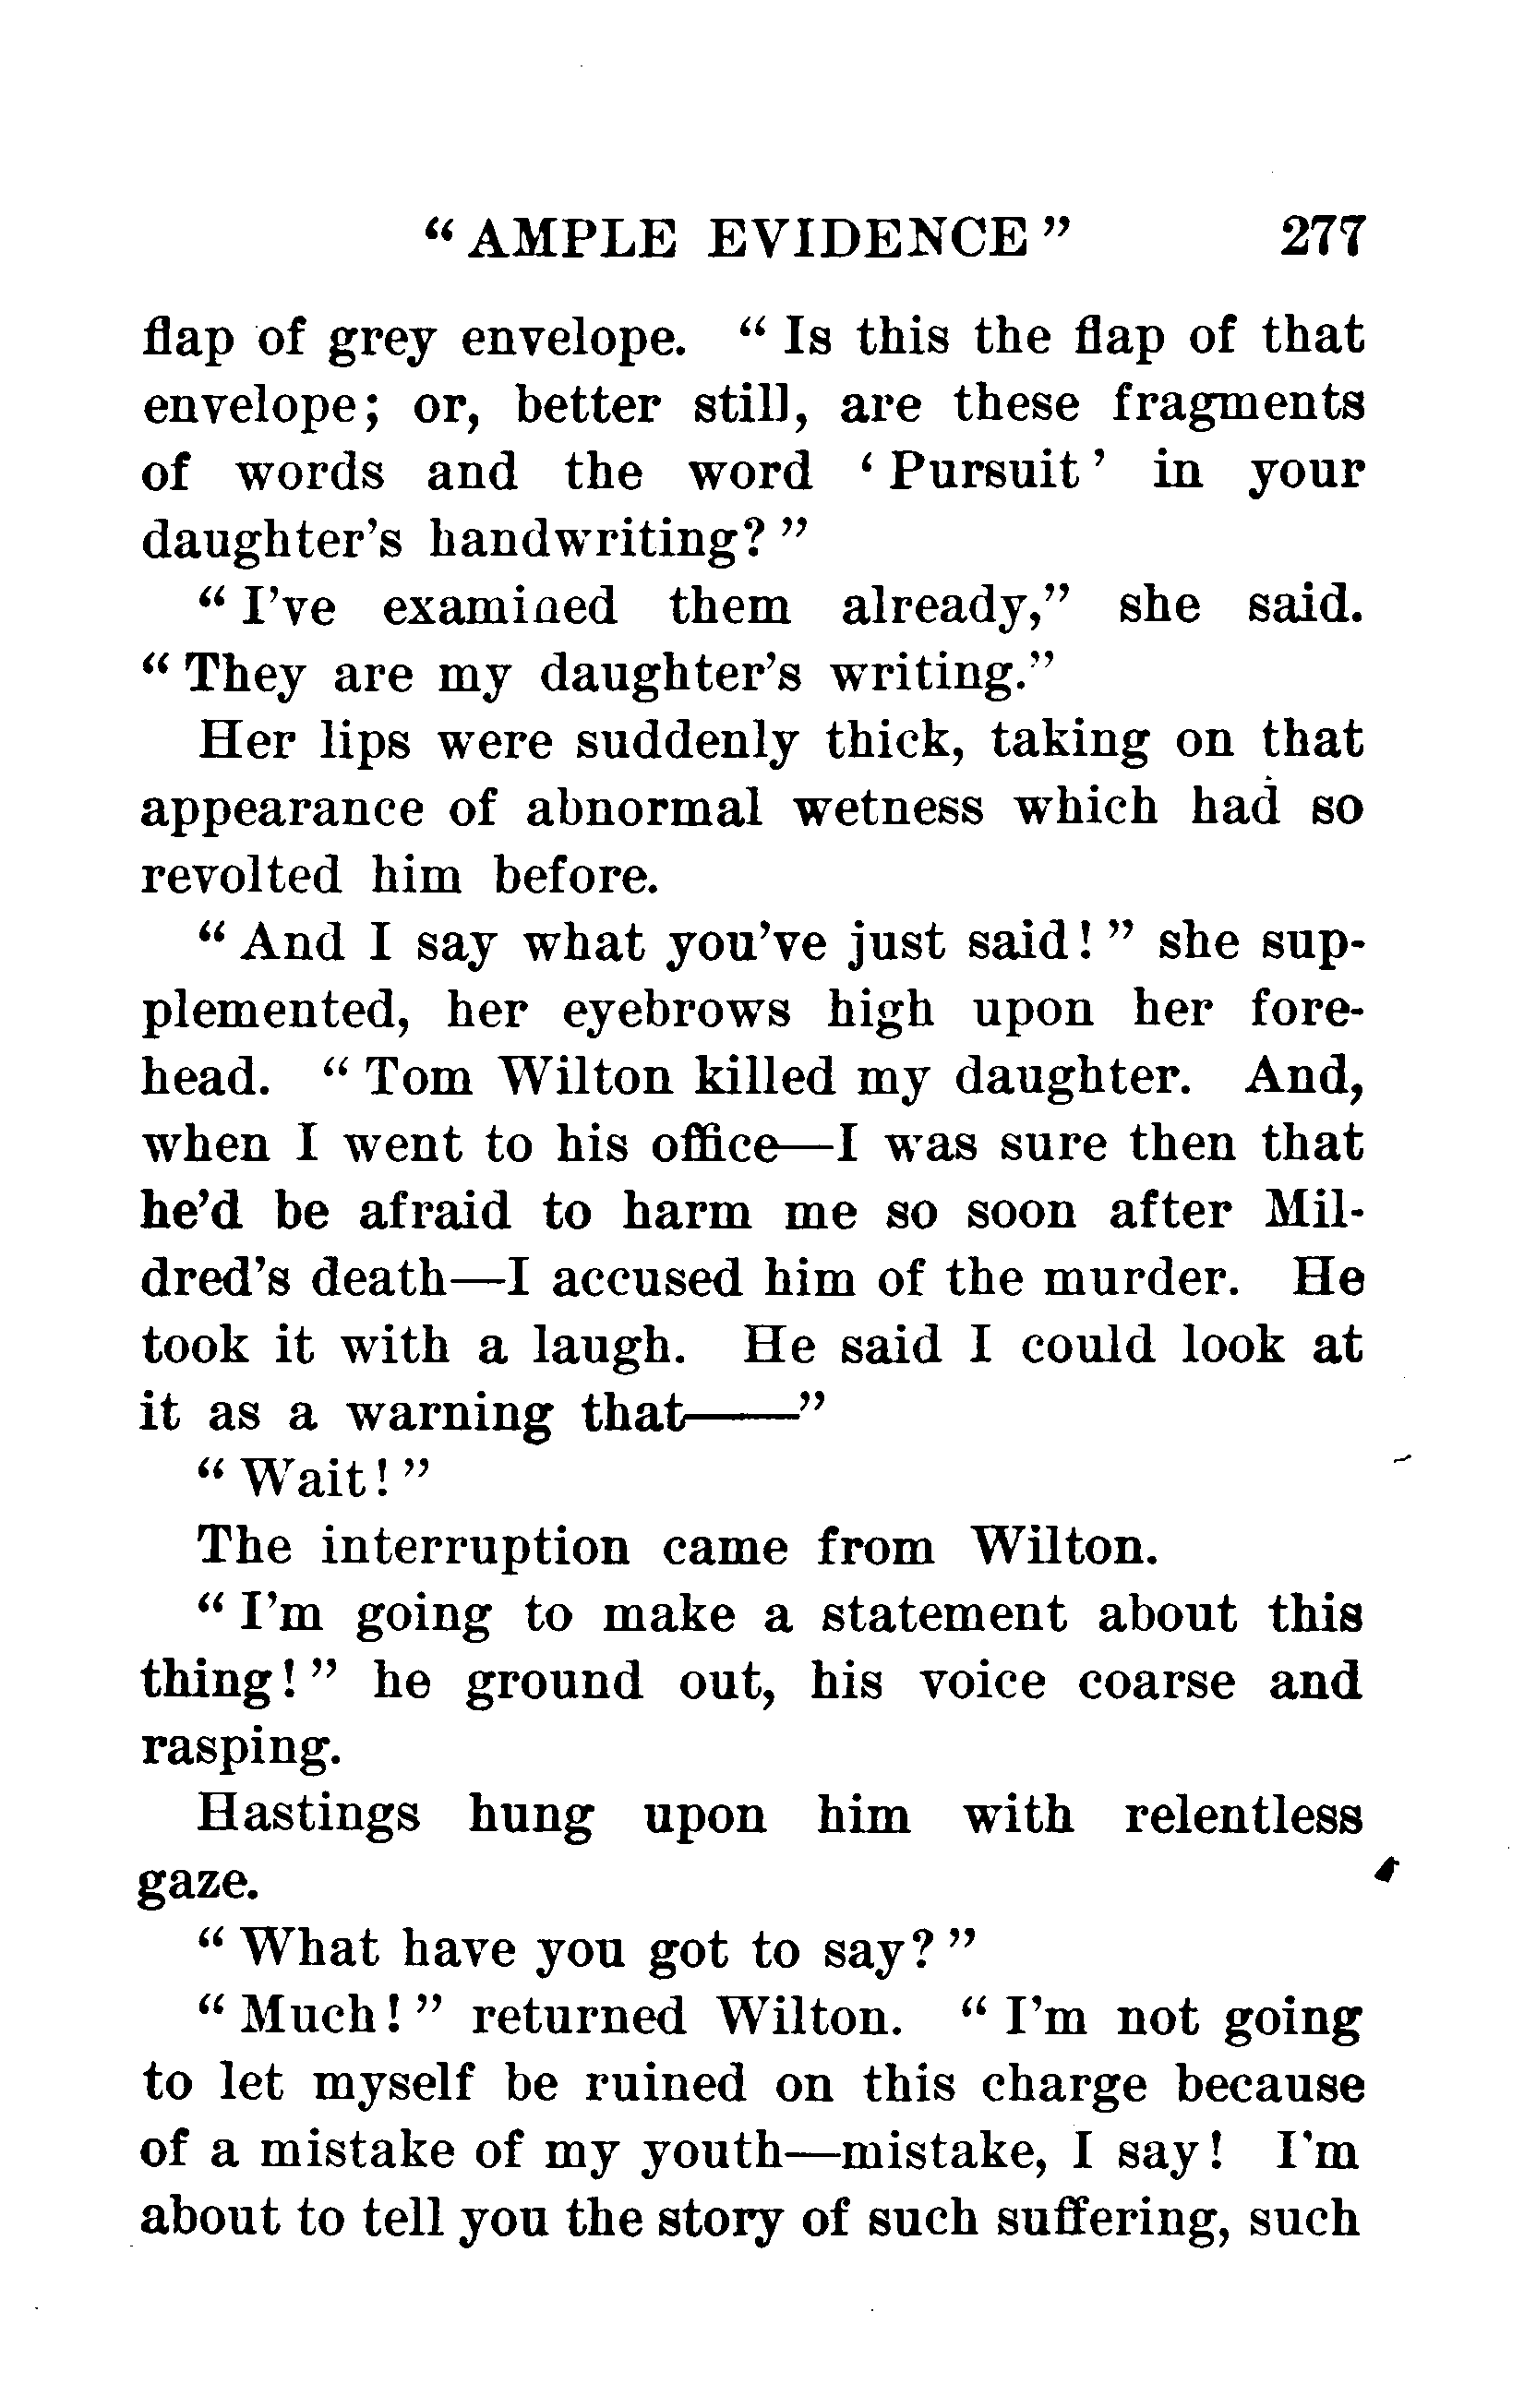 “ AMPLE EVIDENCE ” 277
flap of grey envelope. “ Is this the flap of that
envelope; or, better still, are these fragments
of words and the word ‘ Pursuit ’ in your
daughter’s handwriting? ”
“ I’ve examined them already,” she said.
“ They are my daughter’s writing.”
Her lips were suddenly thick, taking on that
appearance of abnormal wetness which had so
revolted him before.
“ And I say what you’ve just said! ” she sup-
plemented, her eyebrows high upon her fore-
head. “ Tom Wilton killed my daughter. And,
when I went to his office—I was sure then that
he’d be afraid to harm me so soon after Mil-
dred’s death—I accused him of the murder. He
took it with a laugh. He said I could look at
it as a warning that——”
“ Wait! ”
The interruption came from Wilton.
“ I’m going to make a statement about this
thing! ” he ground out, his voice coarse and
rasping.
Hastings hung upon him with relentless
gaze.
“ What have you got to say? ”
“ Much! ” returned Wilton. “ I’m not going
to let myself be ruined on this charge because
of a mistake of my youth—mistake, I say! I’m
about to tell you the story of such suffering, such